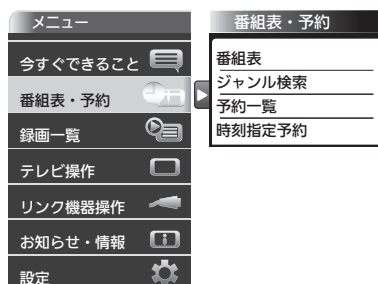 メニュー
今すぐできること
番組表・予約
録画一覧
テレビ操作
リンク機器操作
お知らせ・情報
設定
番組表・予約
番組表
ジャンル検索
予約一覧
時刻指定予約